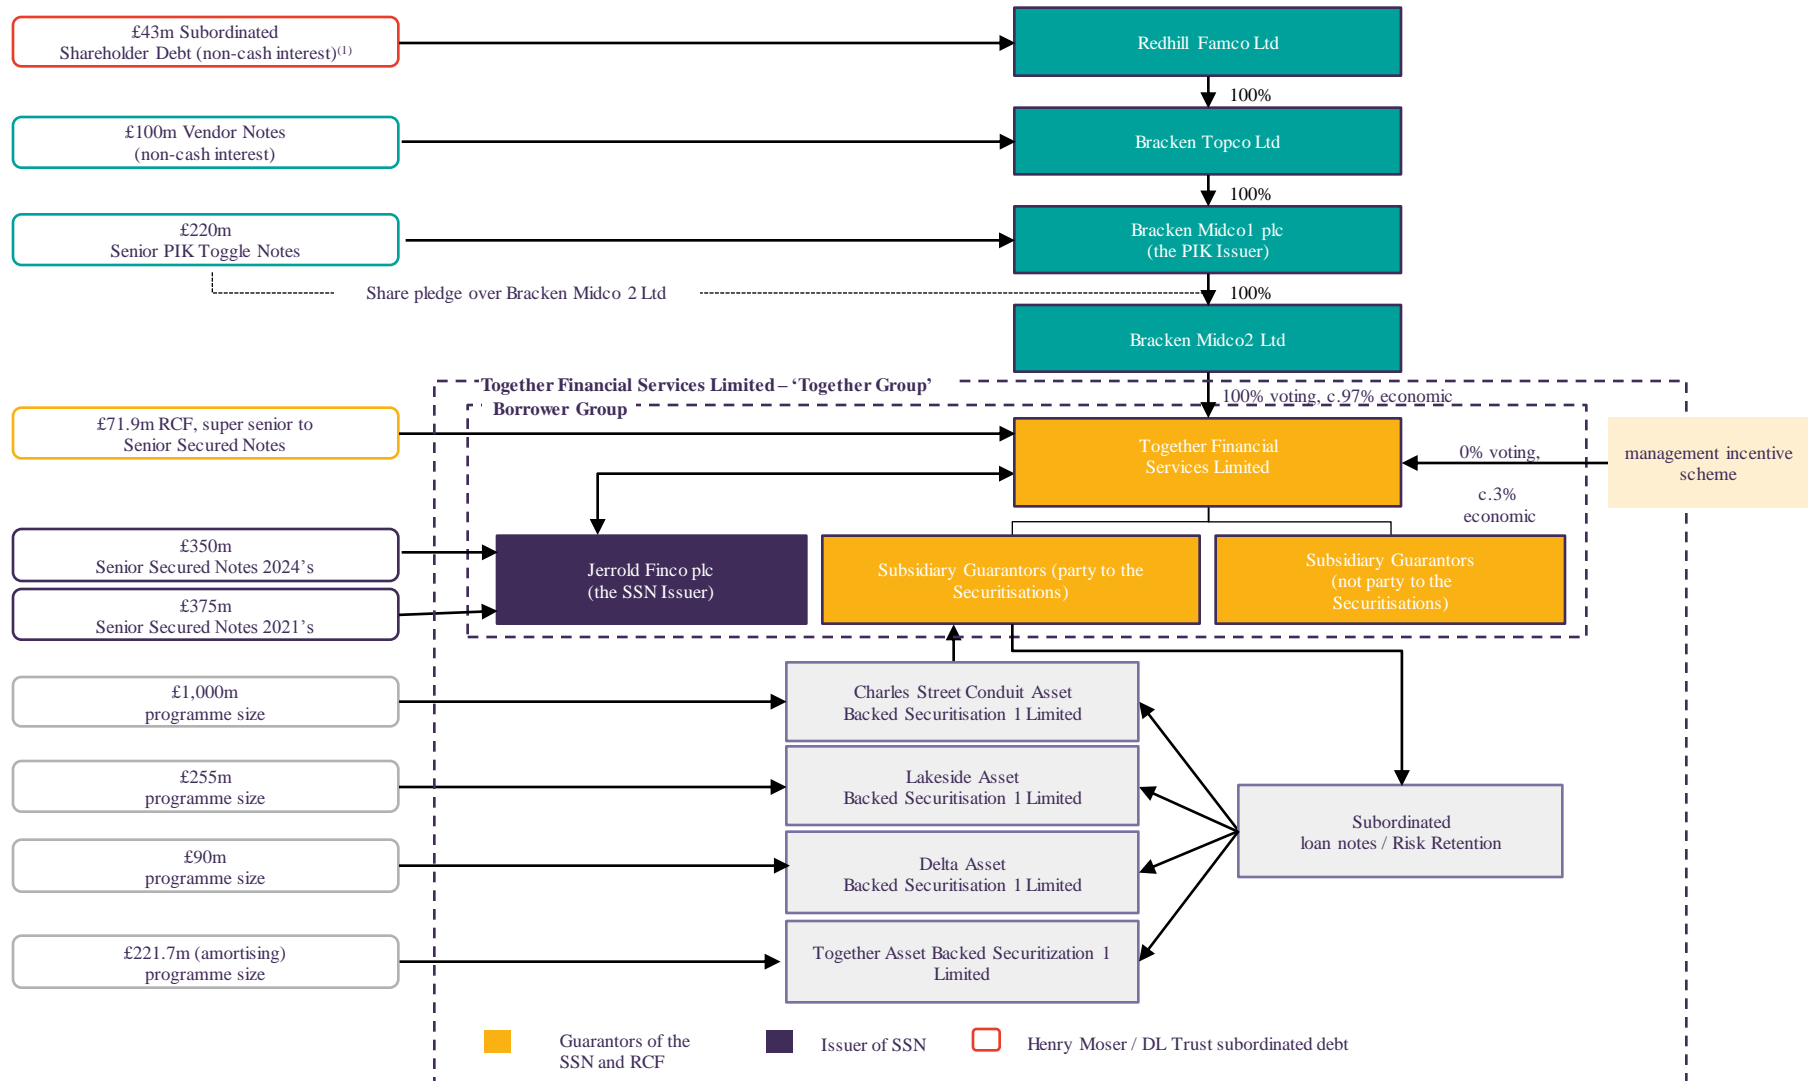 £43m Subordinated
Shareholder Debt (non-cash interest)(1)
Redhill Famco Ltd
100%
£100m Vendor Notes
(non-cash interest)
Bracken Topco Ltd
100%
£220m
Senior PIK Toggle Notes
Bracken Midco1 plc
(the PIK Issuer)
Share pledge over Bracken Midco 2 Ltd
100%
Bracken Midco2 Ltd
Together Financial Services Limited – ‘Together Group’
Borrower Group
100% voting, c.97% economic
£71.9m RCF, super senior to
Senior Secured Notes
Together Financial
Services Limited
0% voting,
c.3%
economic
management incentive
scheme
£350m
Senior Secured Notes 2024’s
£375m
Senior Secured Notes 2021’s
Jerrold Finco plc
(the SSN Issuer)
Subsidiary Guarantors (party to the
Securitisations)
Subsidiary Guarantors
(not party to the
Securitisations)
£1,000m
programme size
Charles Street Conduit Asset
Backed Securitisation 1 Limited
£255m
programme size
Lakeside Asset
Backed Securitisation 1 Limited
Subordinated
loan notes / Risk Retention
£90m
programme size
Delta Asset
Backed Securitisation 1 Limited
£221.7m (amortising)
programme size
Together Asset Backed Securitization 1
Limited
Guarantors of the
SSN and RCF
Issuer of SSN
Henry Moser / DL Trust subordinated debt